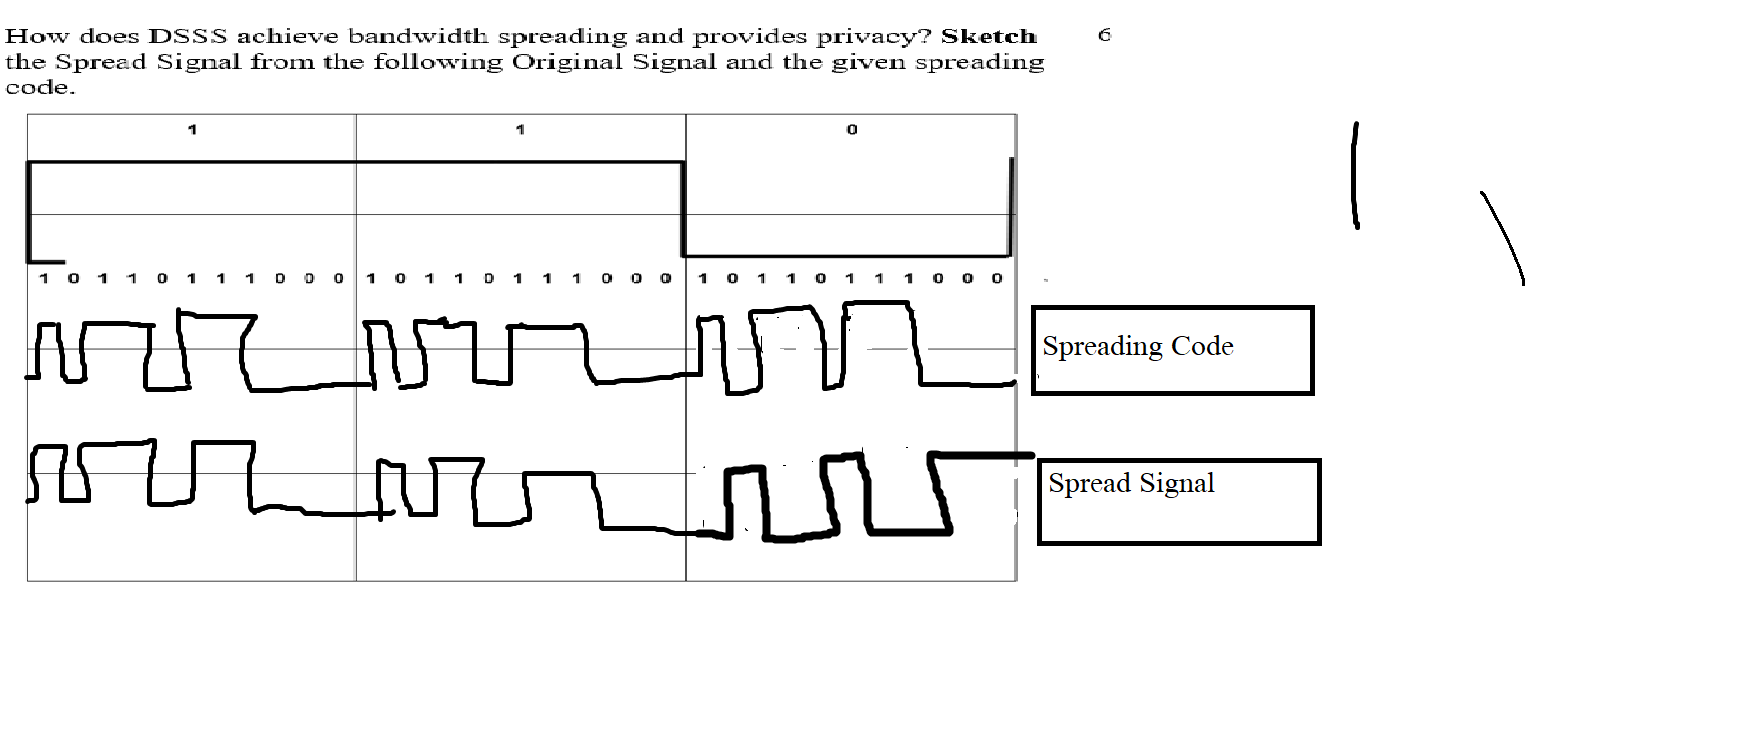 How does DSSS achieve bandwidth spreading and provides privacy? Sketch 6
the Spread Signal from the following Original Signal and the given spreading
code.
1 1 0
1 0 1 1 0 1 1 1 0 0 0 1 0 1 1 0 1 1 1 0 0 0 1 0 1 1 0 1 1 1 0 0 0
Spreading Code
Spread Signal